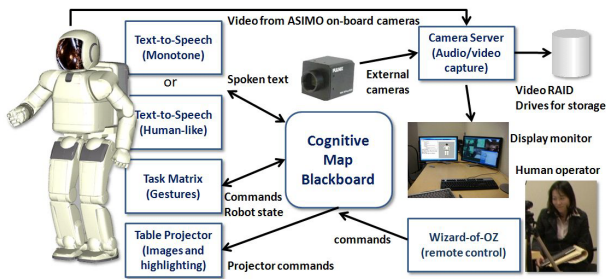 Video from ASIMO on-board cameras
Text-to-Speech
(Monotone)
or
Text-to-Speech
(Human-like)
Task Matrix
(Gestures)
Table Projector
(Images and
highlighting)
Spoken text
External
cameras
Camera Server
(Audio/video
capture)
Video RAID
Drives for storage
Display monitor
Human operator
Cognitive
Map
Blackboard
Commands
Robot state
Projector commands
commands
Wizard-of-OZ
(remote control)